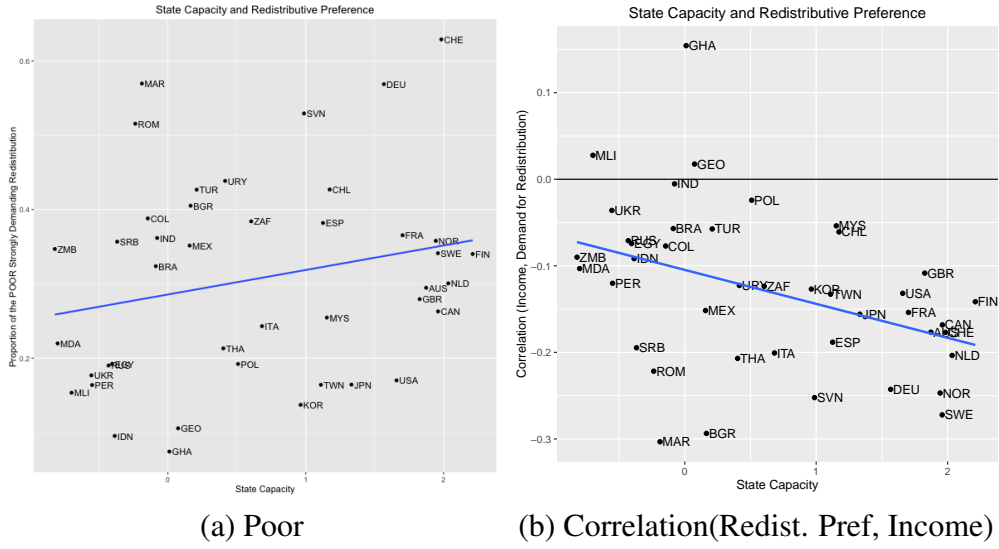 State Capacity and Redistributive Preference
Proportion of the POOR Strongly Demanding Redistribution
0.6
0.4
0.2
CHE
MAR
DEU
SVN
ROM
URY
TUR
CHL
BGR
COL
ZAF
ESP
IND
FRA
SRB
MEX
NOR
ZMB
SWE
FIN
BRA
NLD
AUS
GBR
CAN
MYS
ITA
MDA
THA
EGY
RUS
POL
UKR
PER
TWN
JPN
USA
MLI
KOR
GEO
IDN
GHA
0
1
2
State Capacity
(a) Poor
State Capacity and Redistributive Preference
Correlation (Income, Demand for Redistribution)
0.1
0.0
−0.1
−0.2
−0.3
GHA
MLI
GEO
IND
POL
UKR
BRA
TUR
MYS
CHL
RUS
EGY
COL
ZMB
IDN
MDA
GBR
PER
URY
ZAF
KOR
TWN
USA
FIN
MEX
JPN
FRA
CAN
AUS
CHE
ESP
SRB
THA
ITA
NLD
ROM
DEU
NOR
SVN
SWE
BGR
MAR
0
1
2
State Capacity
(b) Correlation(Redist. Pref, Income)